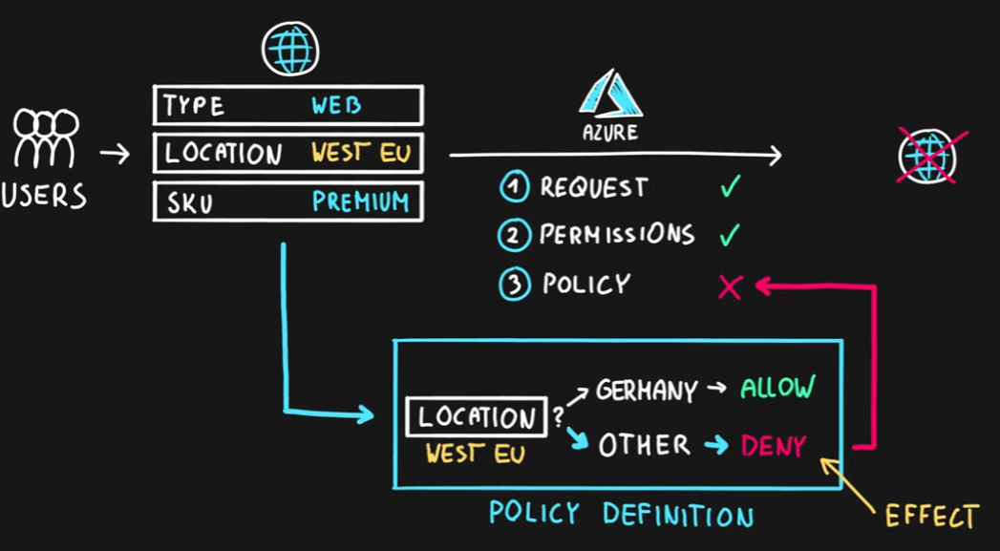 USERS
TYPE WEB
LOCATION WEST EU
SKU PREMIUM
AZURE
1 REQUEST ✓
2 PERMISSIONS ✓
3 POLICY X
LOCATION ?
WEST EU
GERMANY → ALLOW
OTHER → DENY
POLICY DEFINITION
EFFECT